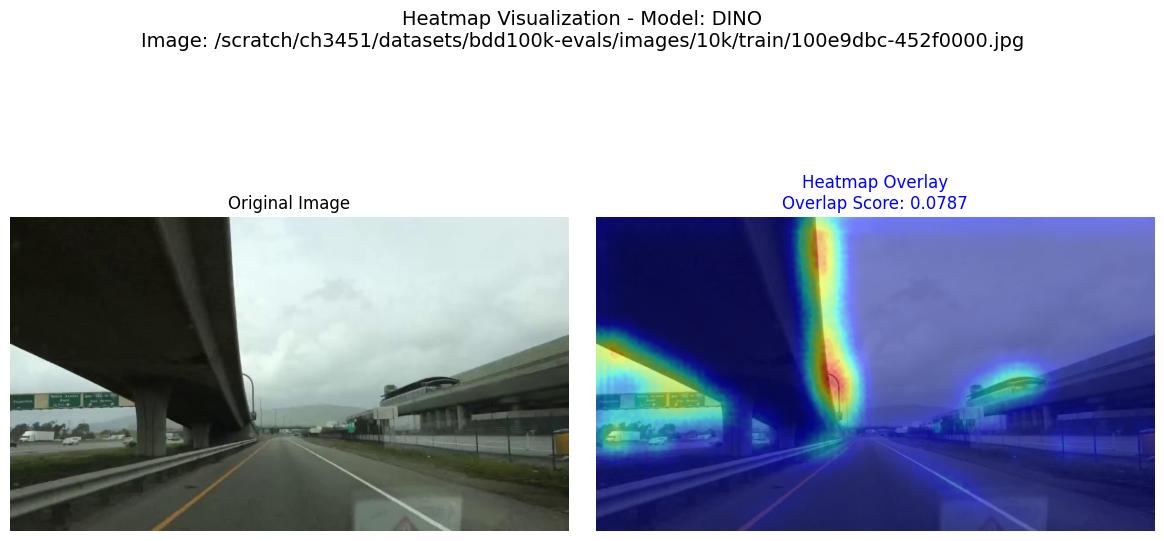 Heatmap Visualization - Model: DINO
Image: /scratch/ch3451/datasets/bdd100k-evals/images/10k/train/100e9dbc-452f0000.jpg
Original Image
Heatmap Overlay
Overlap Score: 0.0787